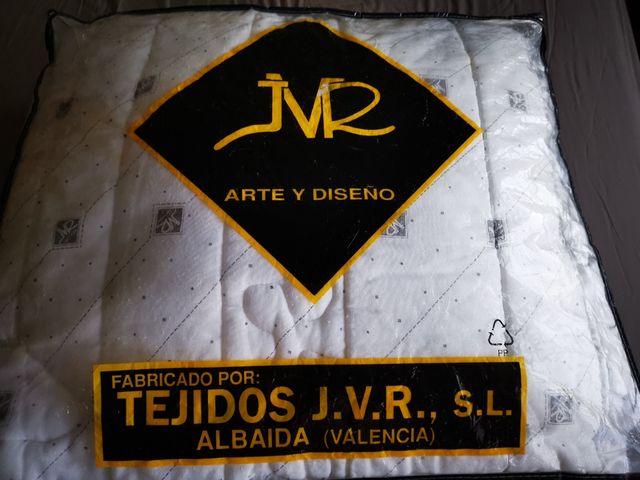 JVR
ARTE Y DISEÑO
PP
FABRICADO POR:
TEJIDOS J.V.R., S.L.
ALBAIDA (VALENCIA)